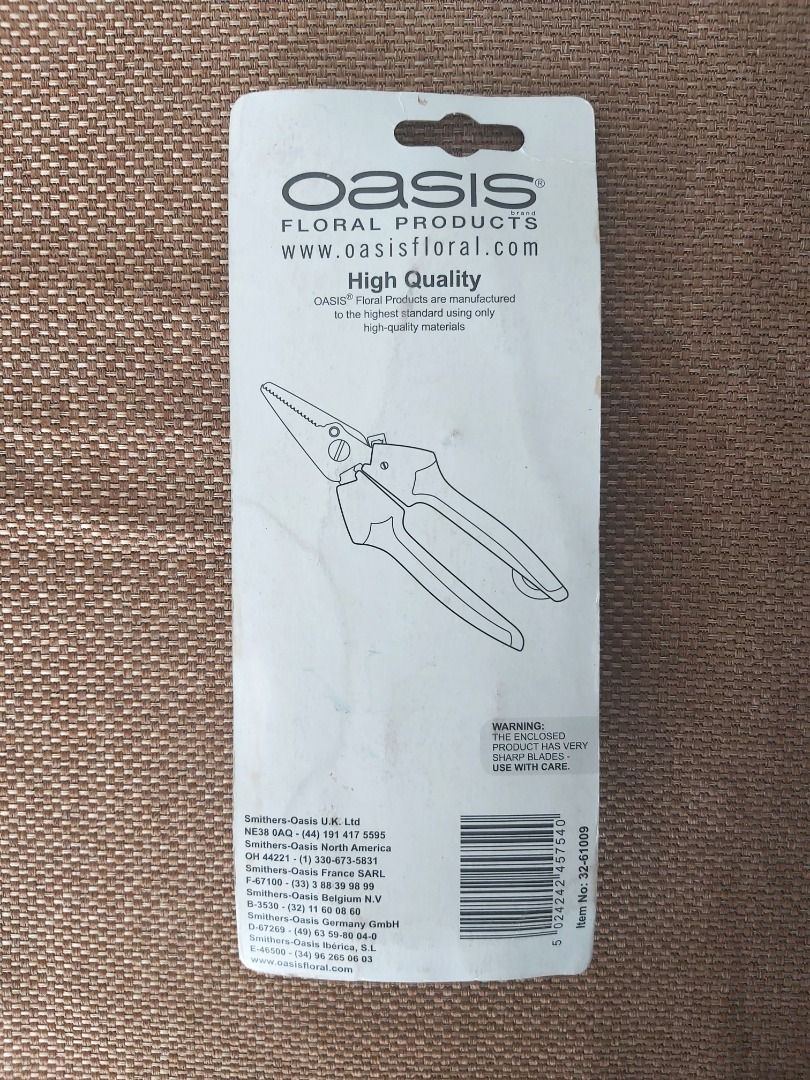 oasis®
brand
FLORAL PRODUCTS
www.oasisfloral.com
High Quality
OASIS® Floral Products are manufactured
to the highest standard using only
high-quality materials
WARNING:
THE ENCLOSED
PRODUCT HAS VERY
SHARP BLADES -
USE WITH CARE.
Smithers-Oasis U.K. Ltd
NE38 0AQ - (44) 191 417 5595
Smithers-Oasis North America
OH 44221 - (1) 330-673-5831
Smithers-Oasis France SARL
F-67100 - (33) 3 88 39 98 99
Smithers-Oasis Belgium N.V
B-3530 - (32) 11 60 08 60
Smithers-Oasis Germany GmbH
D-67269 - (49) 63 59-80 04-0
Smithers-Oasis Ibérica, S.L
E-46500 - (34) 96 265 06 03
www.oasisfloral.com
5 024242 457540
Item No: 32-61009